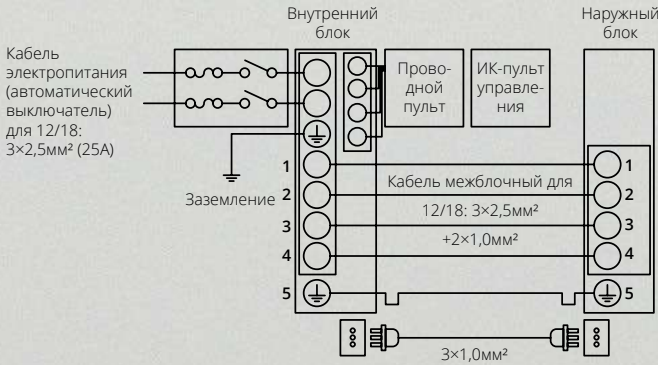 Внутренний
блок
Наружный
блок
Кабель
электропитания
(автоматический
выключатель)
для 12/18:
3×2,5мм² (25А)
Прово-
дной
пульт
ИК-пульт
управле-
ния
Заземление
1
2
3
4
5
Кабель межблочный для
12/18: 3×2,5мм²
+2×1,0мм²
1
2
3
4
5
3×1,0мм²